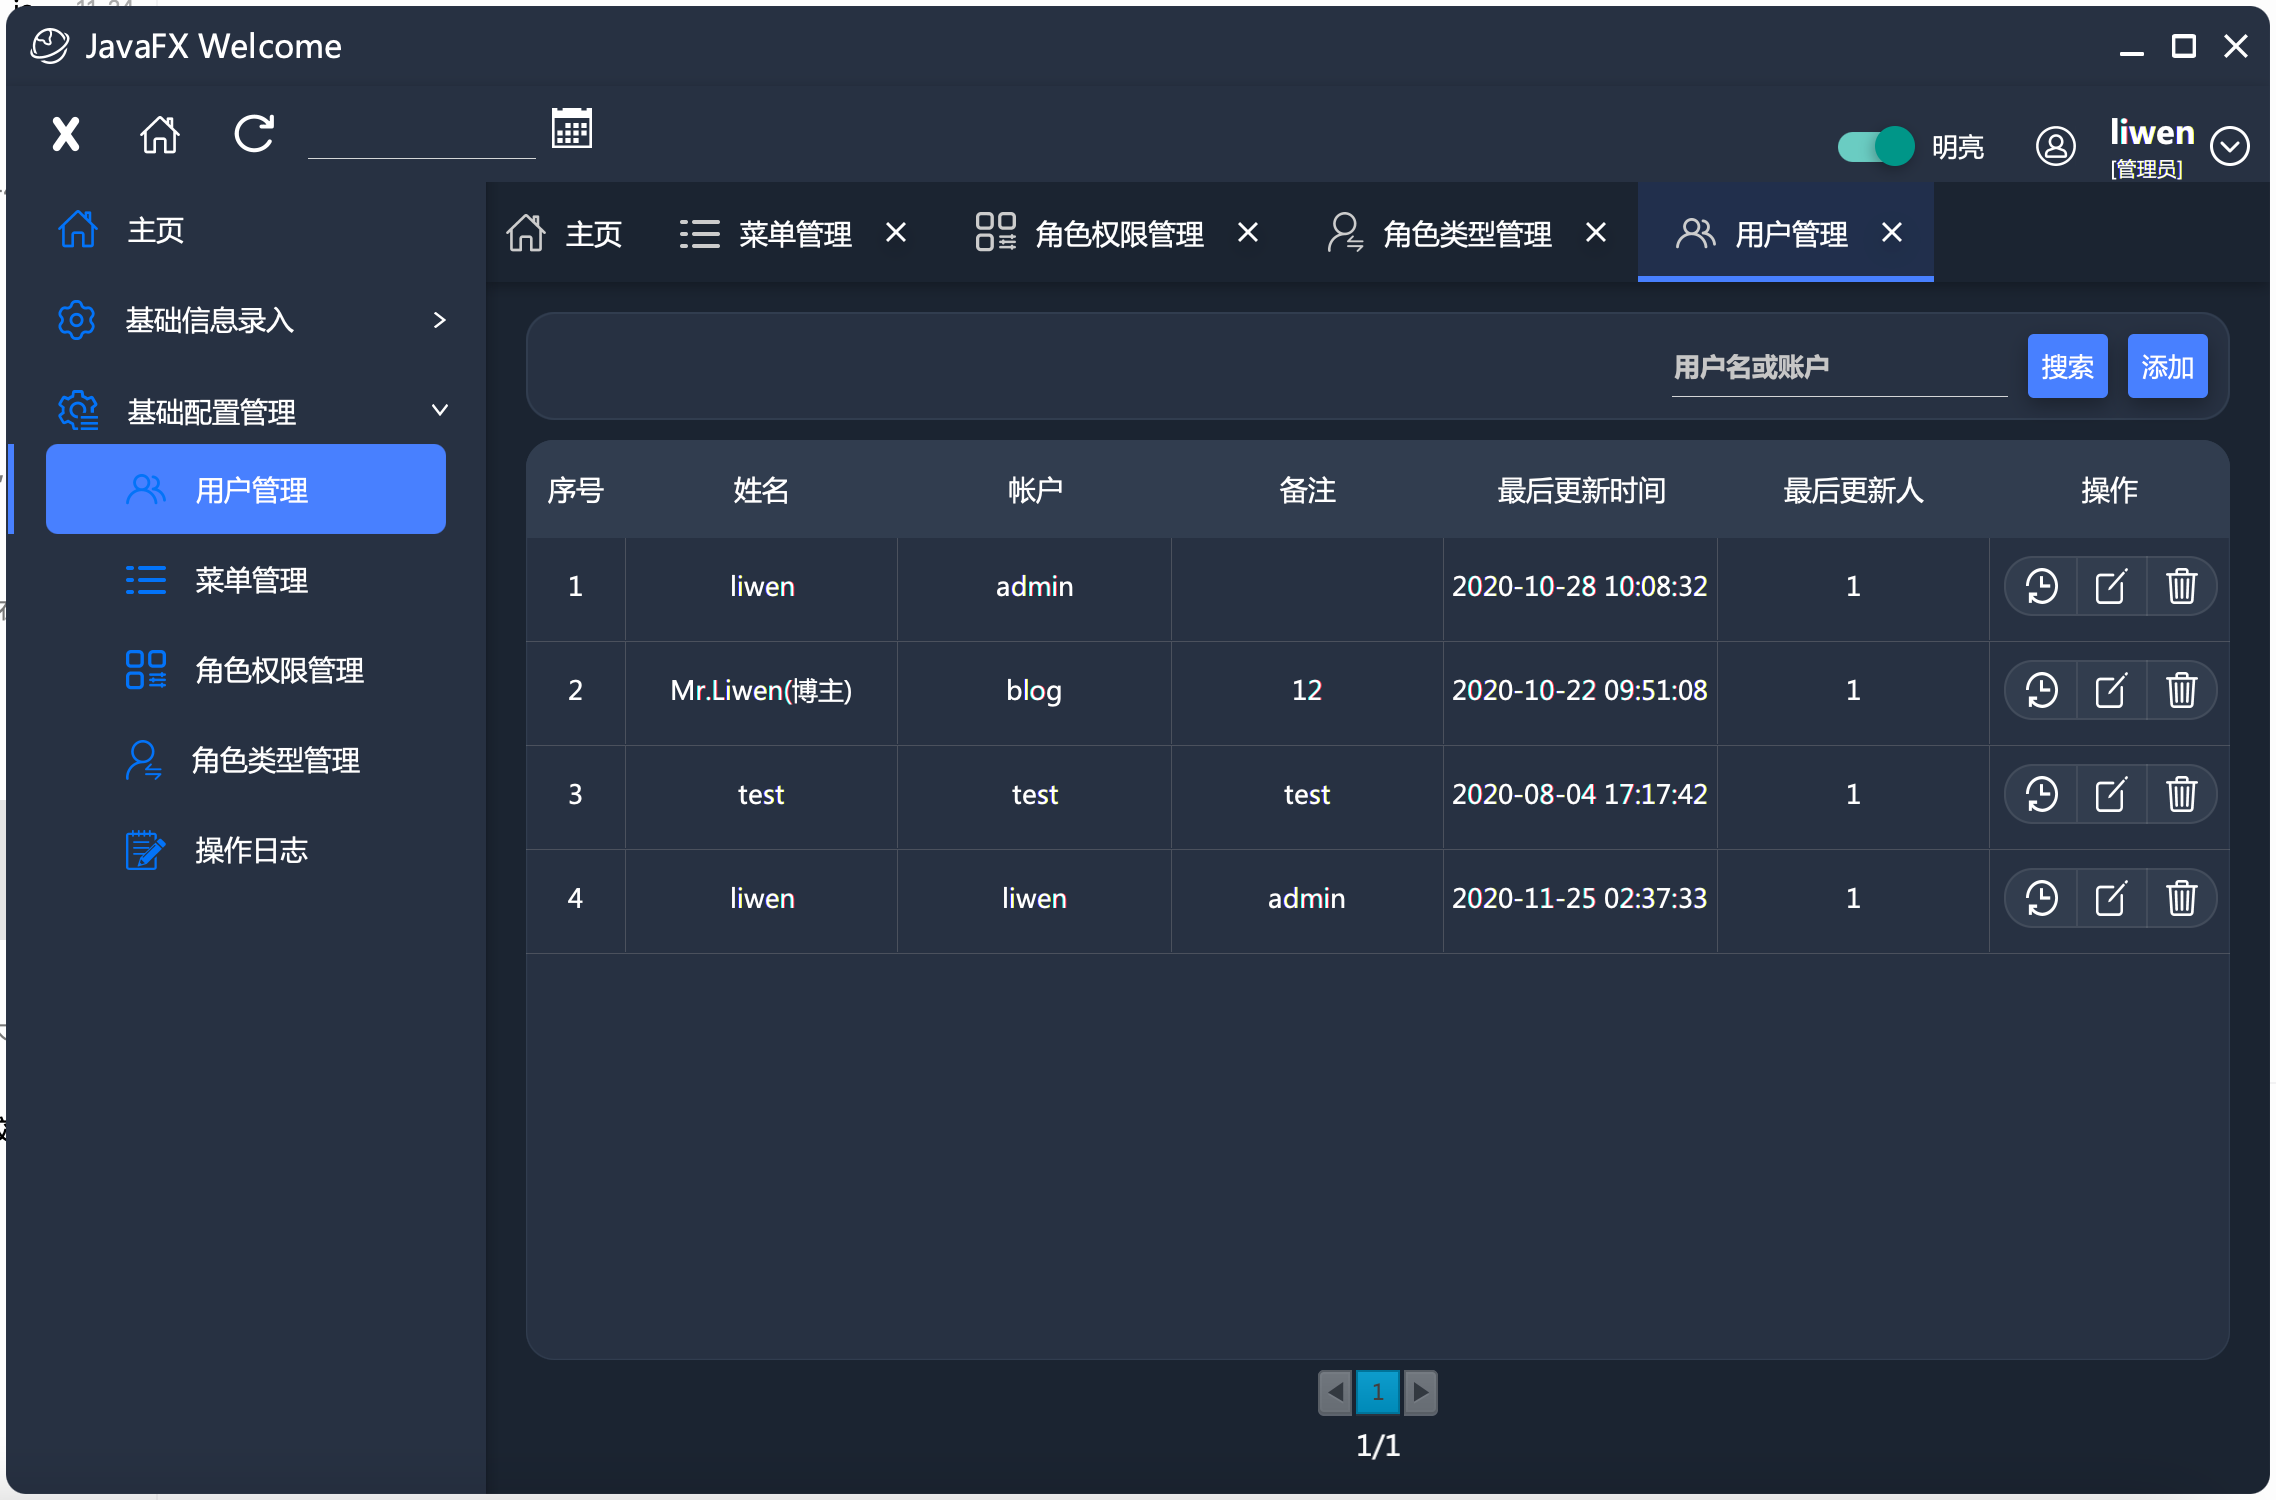 JavaFX Welcome
明亮
liwen
[管理员]
主页
基础信息录入
基础配置管理
用户管理
菜单管理
角色权限管理
角色类型管理
操作日志
主页 菜单管理 角色权限管理 角色类型管理 用户管理
用户名或账户 搜索 添加
序号 姓名 帐户 备注 最后更新时间 最后更新人 操作
1 liwen admin 2020-10-28 10:08:32 1
2 Mr.Liwen(博主) blog 12 2020-10-22 09:51:08 1
3 test test test 2020-08-04 17:17:42 1
4 liwen liwen admin 2020-11-25 02:37:33 1
1
1/1